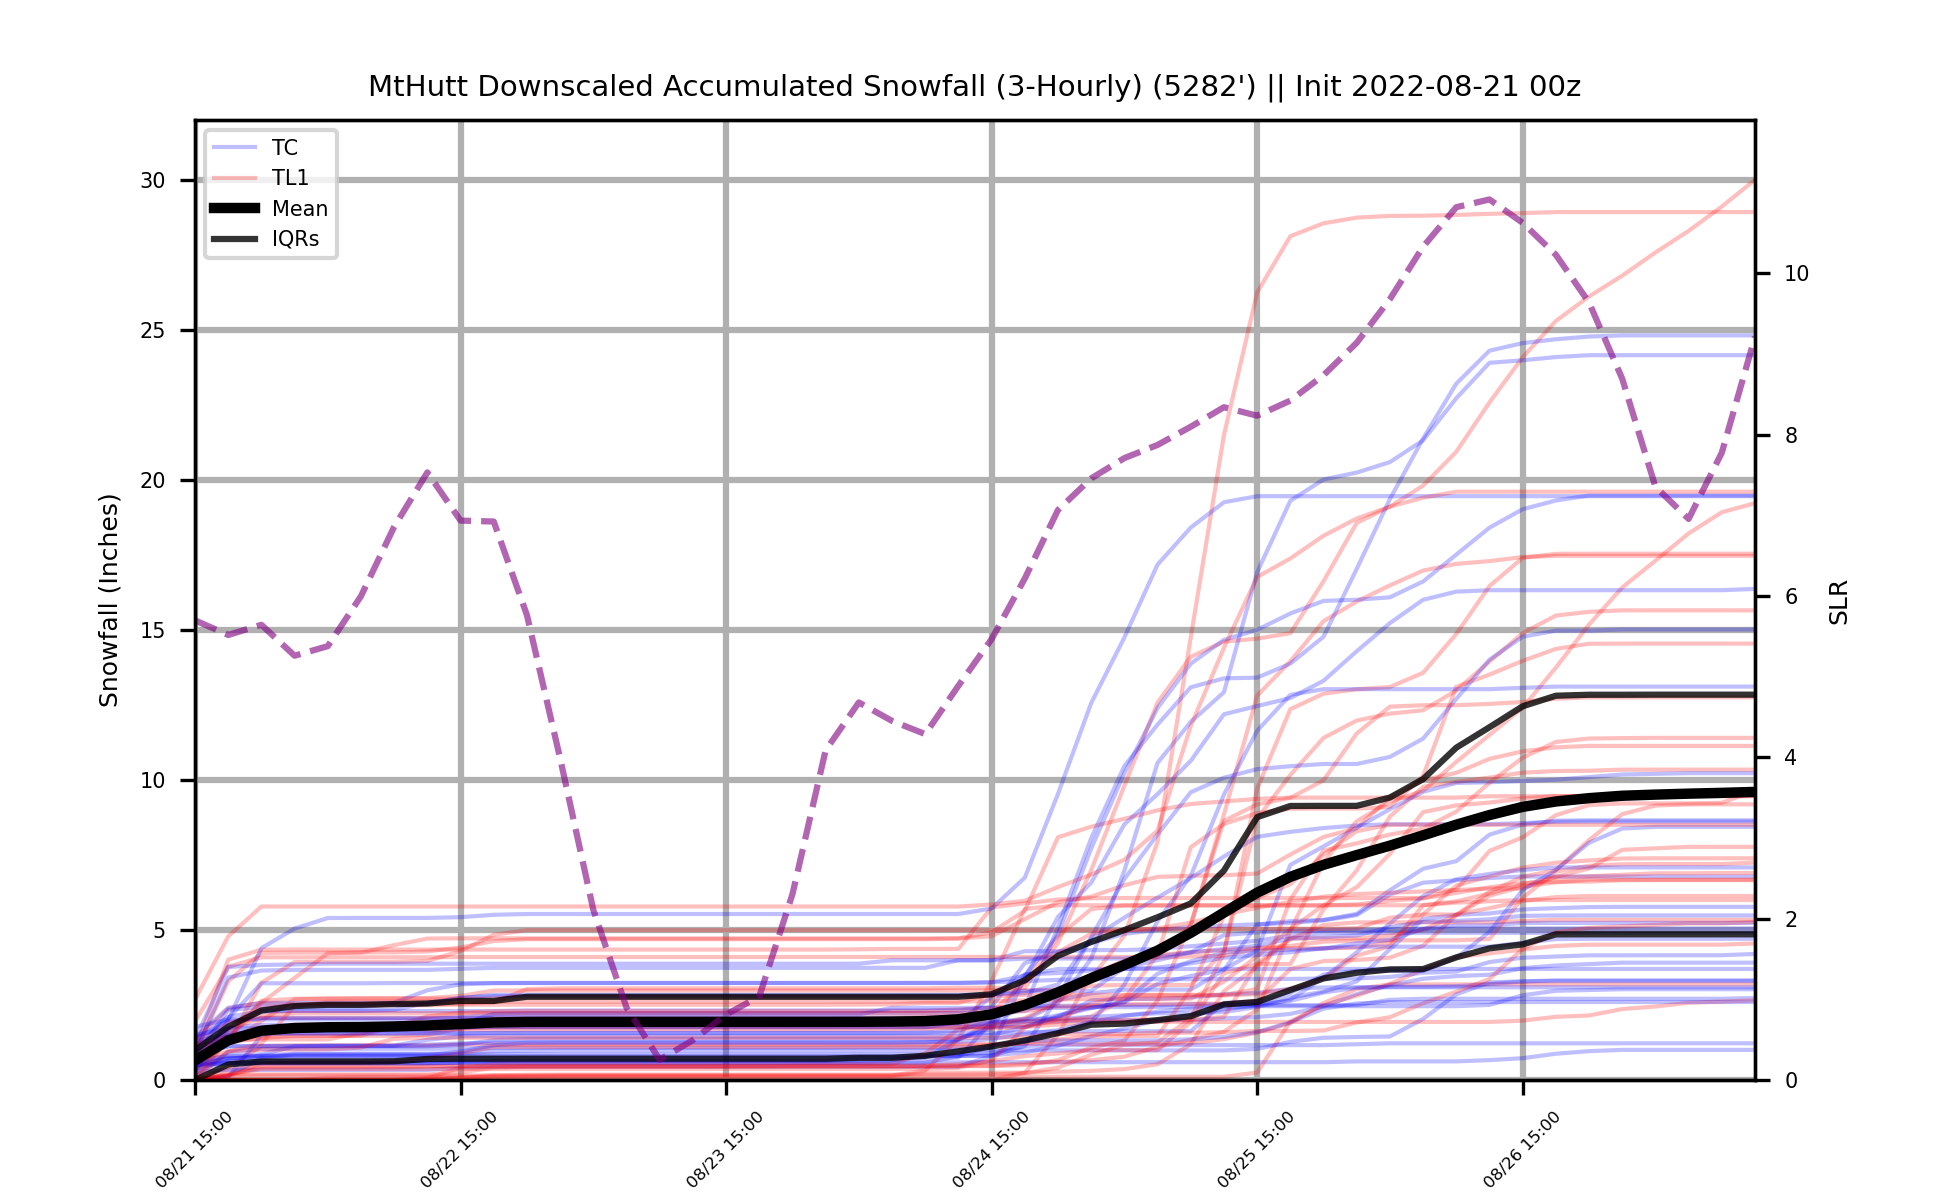 MtHutt Downscaled Accumulated Snowfall (3-Hourly) (5282') || Init 2022-08-21 00z
TC
TL1
Mean
IQRs
Snowfall (Inches)
30
25
20
15
10
5
0
SLR
10
8
6
4
2
0
08/21 15:00
08/22 15:00
08/23 15:00
08/24 15:00
08/25 15:00
08/26 15:00